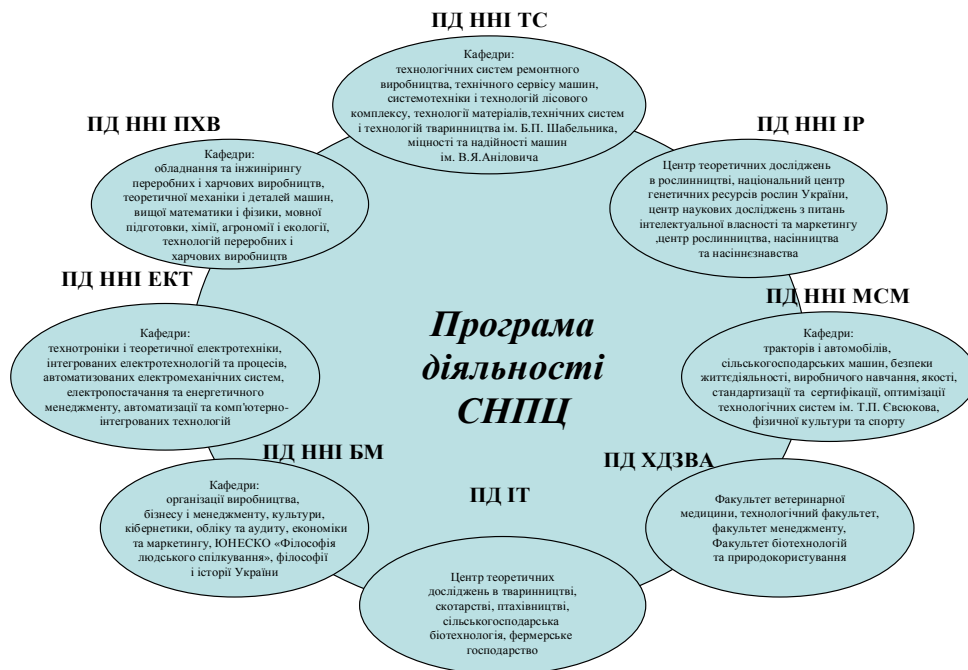 ПД ННІ ТС
Кафедри:
технологічних систем ремонтного
виробництва, технічного сервісу машин,
системотехніки і технологій лісового
комплексу, технології матеріалів,технічних систем
і технологій тваринництва ім. Б.П. Шабельника,
міцності та надійності машин
ім. В.Я.Аніловича
ПД ННІ ПХВ
Кафедри:
обладнання та інжинірингу
переробних і харчових виробництв,
теоретичної механіки і деталей машин,
вищої математики і фізики, мовної
підготовки, хімії, агрономії і екології,
технологій переробних і
харчових виробництв
ПД ННІ ІР
Центр теоретичних досліджень
в рослинництві, національний центр
генетичних ресурсів рослин України,
центр наукових досліджень з питань
інтелектуальної власності та маркетингу
,центр рослинництва, насінництва
та насіннєзнавства
ПД ННІ ЕКТ
Кафедри:
технотроніки і теоретичної електротехніки,
інтегрованих електротехнологій та процесів,
автоматизованих електромеханічних систем,
електропостачання та енергетичного
менеджменту, автоматизації та комп'ютерно-
інтегрованих технологій
Програма
діяльності
СНПЦ
ПД ННІ МСМ
Кафедри:
тракторів і автомобілів,
сільськогосподарських машин, безпеки
життєдіяльності, виробничого навчання, якості,
стандартизації та сертифікації, оптимізації
технологічних систем ім. Т.П. Євсюкова,
фізичної культури та спорту
ПД ННІ БМ
Кафедри:
організації виробництва,
бізнесу і менеджменту, культури,
кібернетики, обліку та аудиту, економіки
та маркетингу, ЮНЕСКО «Філософія
людського спілкування», філософії
і історії України
ПД ІТ
Центр теоретичних
досліджень в тваринництві,
скотарстві, птахівництві,
сільськогосподарська
біотехнологія, фермерське
господарство
ПД ХДЗВА
Факультет ветеринарної
медицини, технологічний факультет,
факультет менеджменту,
Факультет біотехнологій
та природокористування